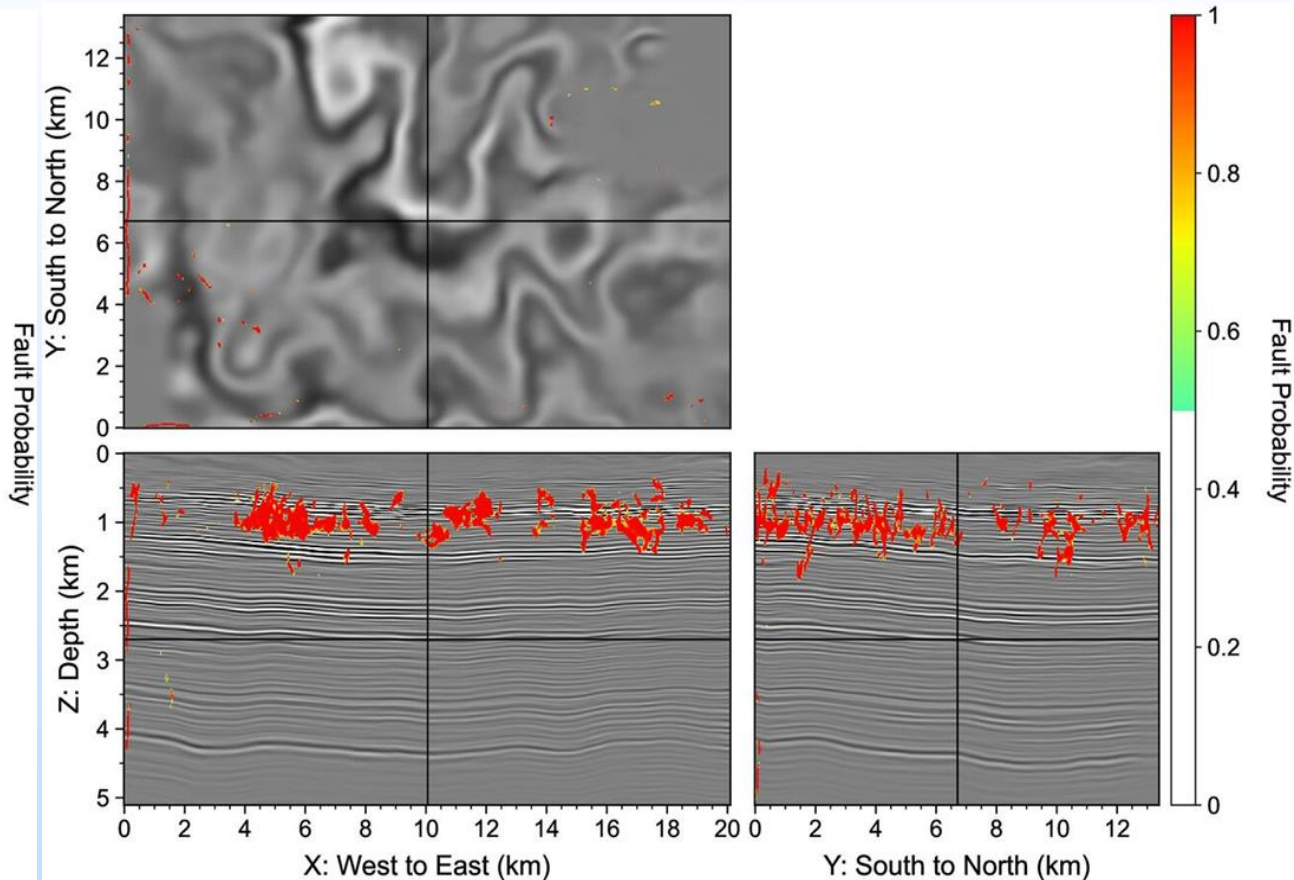 Fault Probability
Y: South to North (km)
12
10
8
6
4
2
0
0
1
2
3
4
5
Z: Depth (km)
0 2 4 6 8 10 12 14 16 18 20
X: West to East (km)
0 2 4 6 8 10 12
Y: South to North (km)
1
0.8
0.6
0.4
0.2
0
Fault Probability